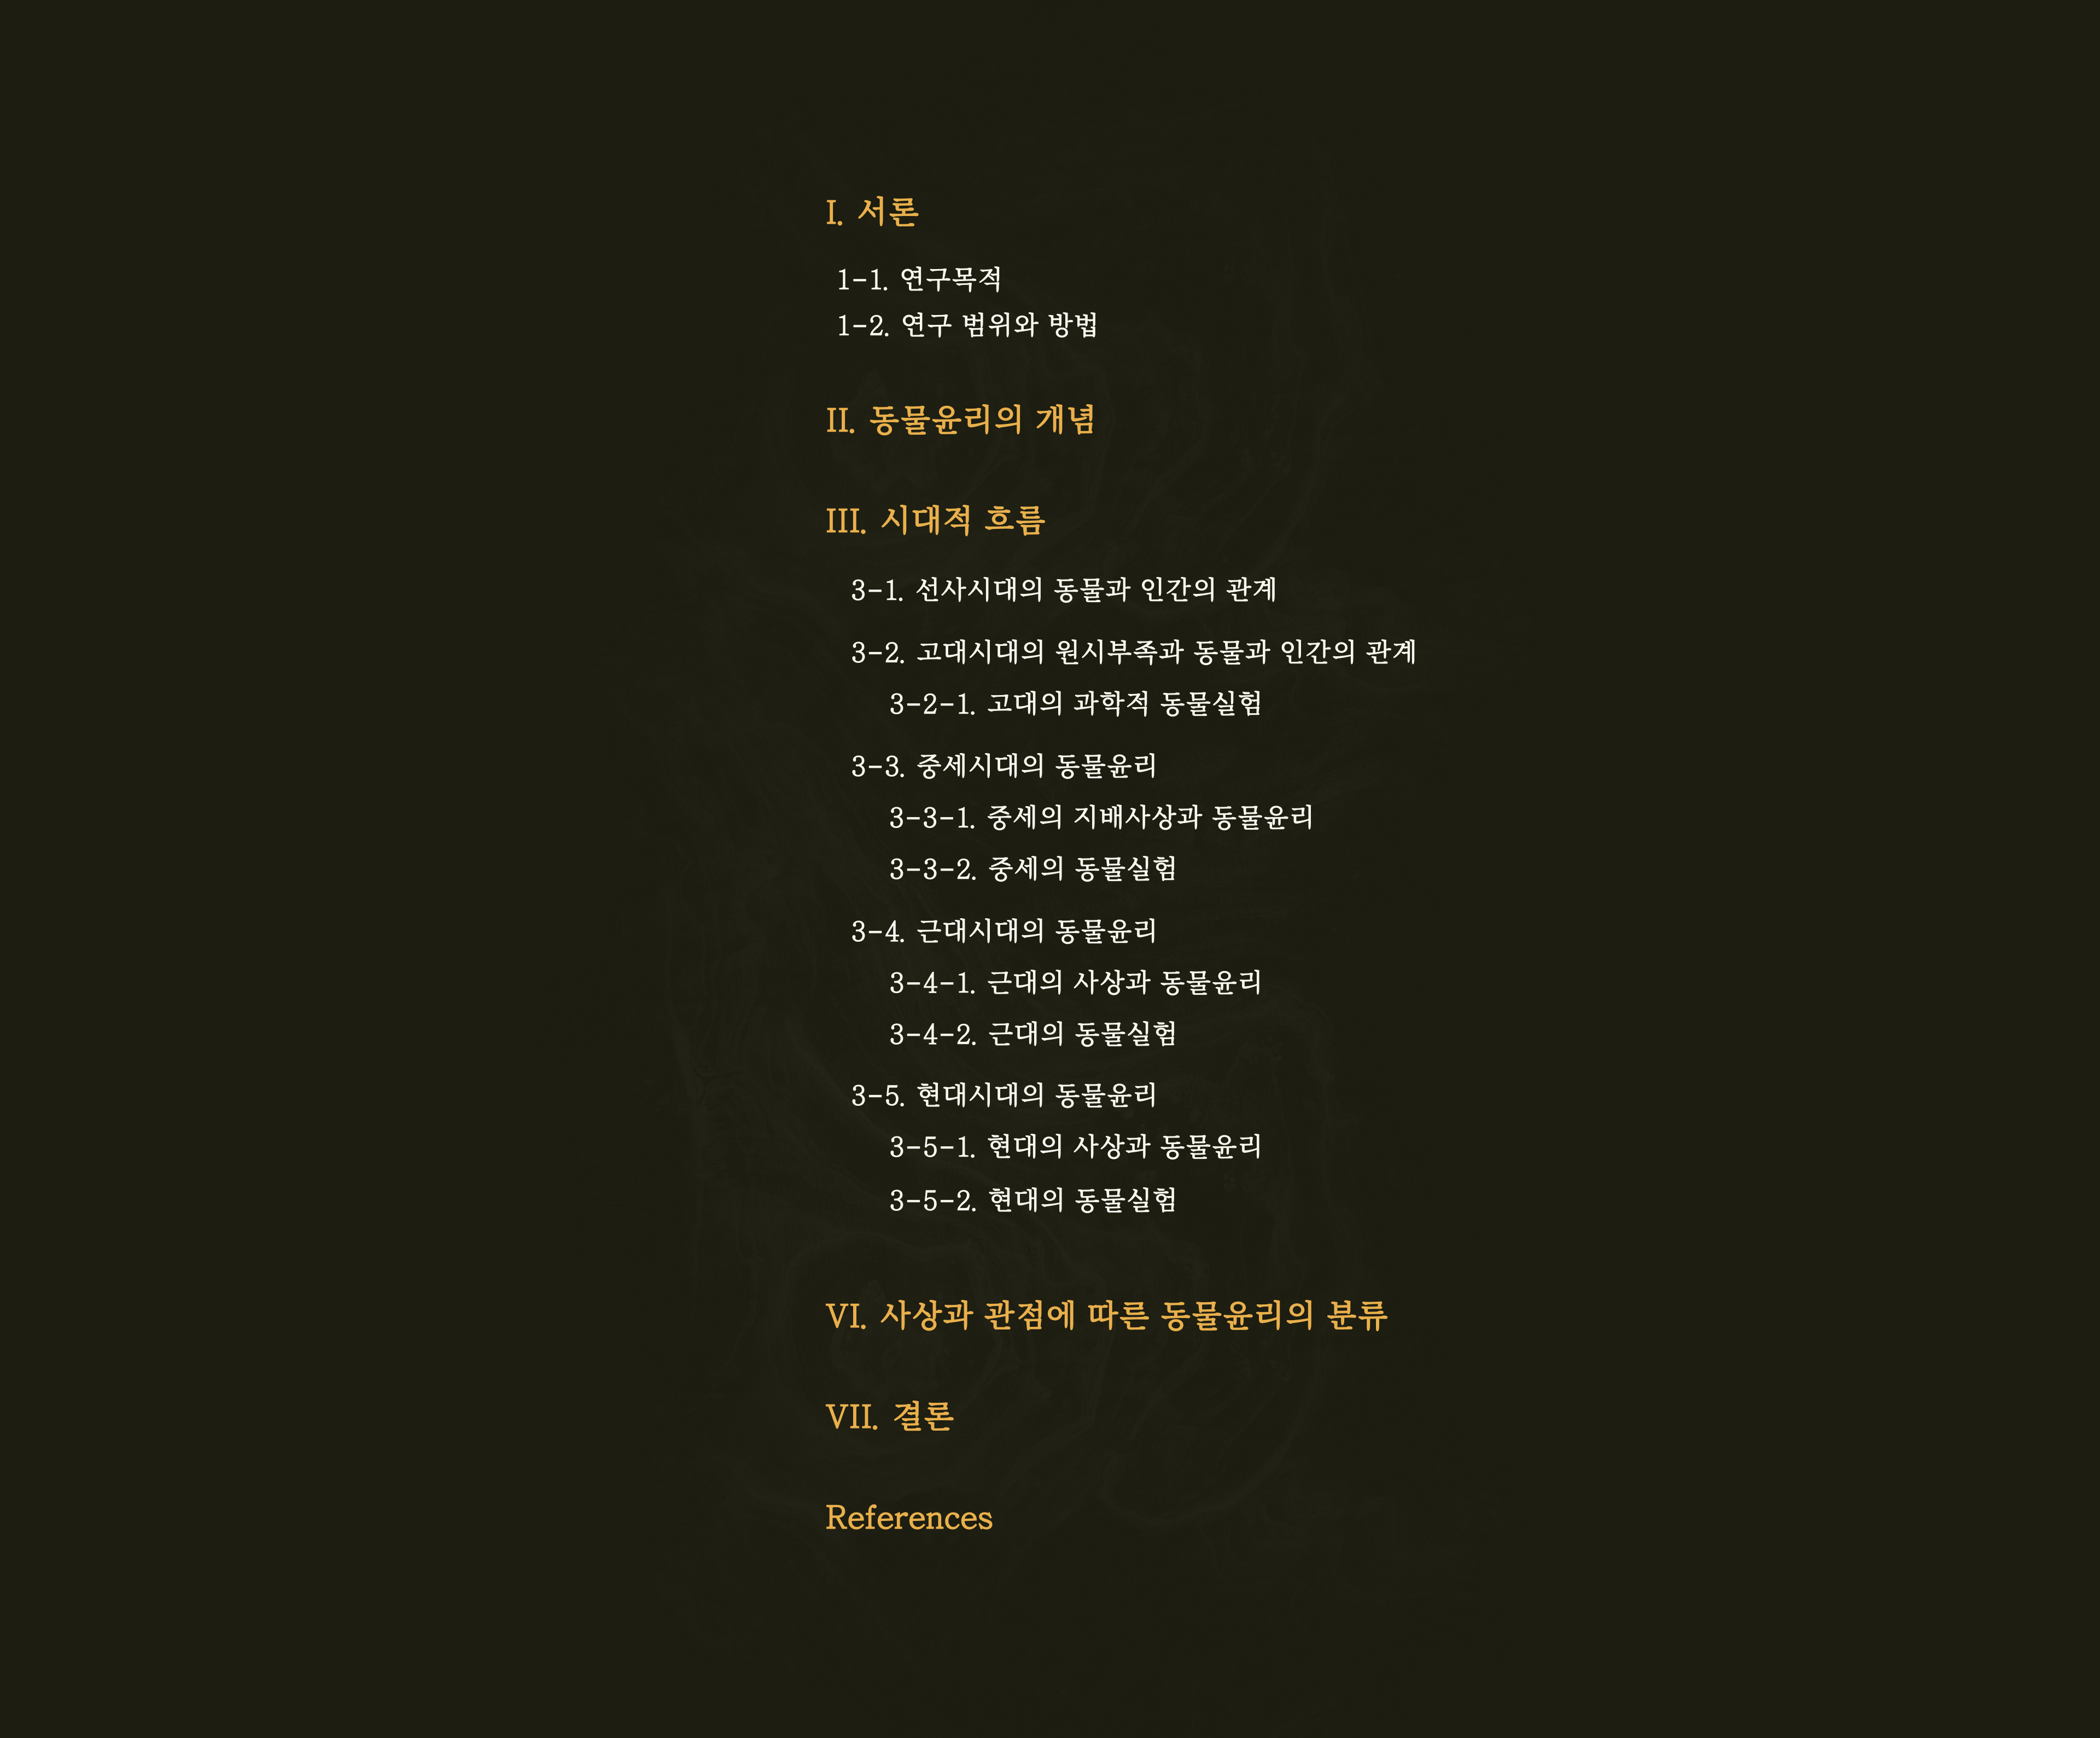 I. 서론
1-1. 연구목적
1-2. 연구 범위와 방법
II. 동물윤리의 개념
III. 시대적 흐름
3-1. 선사시대의 동물과 인간의 관계
3-2. 고대시대의 원시부족과 동물과 인간의 관계
3-2-1. 고대의 과학적 동물실험
3-3. 중세시대의 동물윤리
3-3-1. 중세의 지배사상과 동물윤리
3-3-2. 중세의 동물실험
3-4. 근대시대의 동물윤리
3-4-1. 근대의 사상과 동물윤리
3-4-2. 근대의 동물실험
3-5. 현대시대의 동물윤리
3-5-1. 현대의 사상과 동물윤리
3-5-2. 현대의 동물실험
VI. 사상과 관점에 따른 동물윤리의 분류
VII. 결론
References